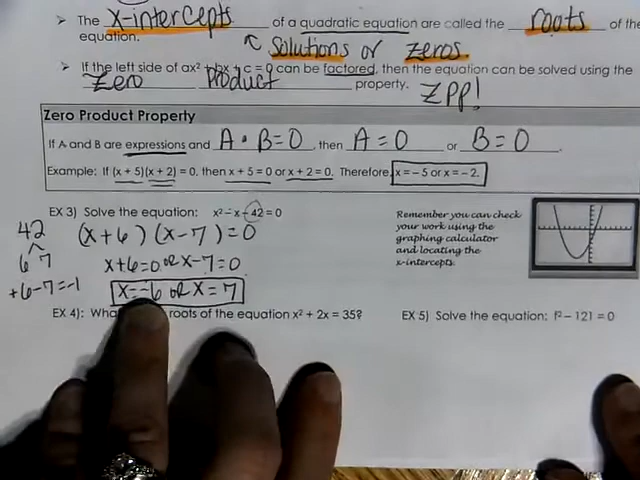 ➤ The x-intercepts of a quadratic equation are called the roots of the
equation. ↖ solutions or zeros
➤ If the left side of ax² + bx + c = 0 can be factored, then the equation can be solved using the
Zero Product property. ZPP!
Zero Product Property
If A and B are expressions and A • B = 0, then A = 0 or B = 0.
Example: If (x + 5)(x + 2) = 0, then x + 5 = 0 or x + 2 = 0. Therefore, x = – 5 or x = – 2.
EX 3) Solve the equation: x² – x – 42 = 0
42
6 7
+6-7=-1
(x+6)(x-7)=0
x+6=0 or x-7=0
x=-6 or x=7
Remember you can check
your work using the
graphing calculator
and locating the
x-intercepts.
EX 4): roots of the equation x² + 2x = 35?
EX 5) Solve the equation: f² – 121 = 0